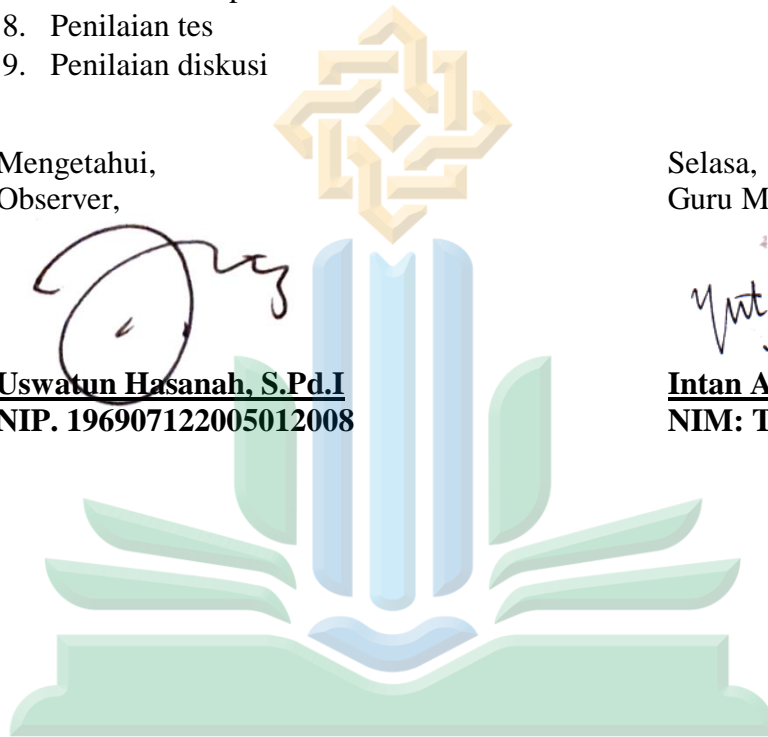 8. Penilaian tes
9. Penilaian diskusi
Mengetahui,
Observer,
Uswatun Hasanah, S.Pd.I
NIP. 196907122005012008
Selasa,
Guru M
Intan A
NIM: T